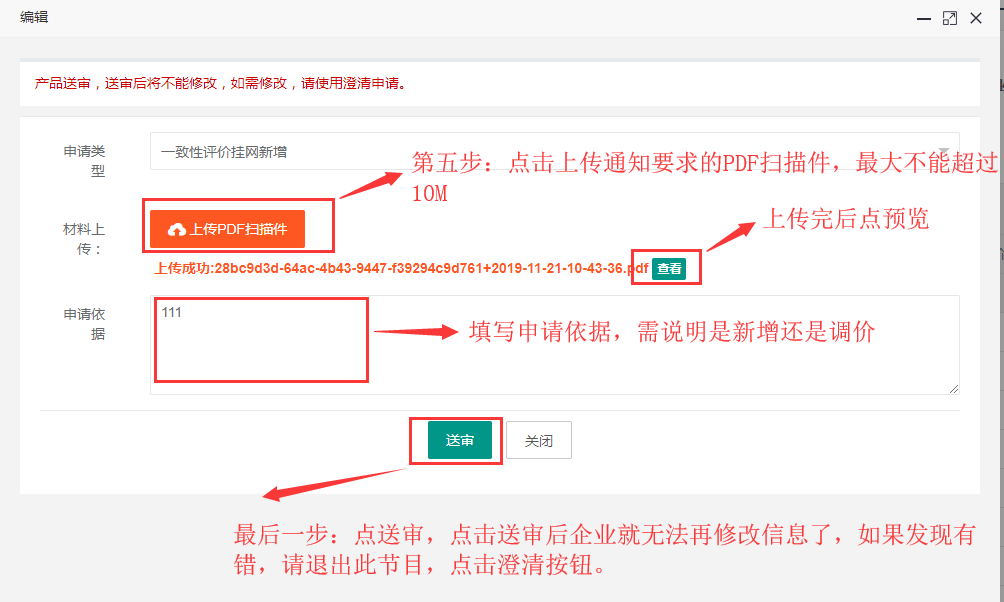 编辑
产品送审，送审后将不能修改，如需修改，请使用澄清申请。
申请类
型
一致性评价挂网新增
第五步：点击上传通知要求的PDF扫描件，最大不能超过
10M
材料上
传：
上传PDF扫描件
上传完后点预览
上传成功:28bc9d3d-64ac-4b43-9447-f39294c9d761+2019-11-21-10-43-36.pdf 查看
申请依
据
111
填写申请依据，需说明是新增还是调价
送审 关闭
最后一步：点送审，点击送审后企业就无法再修改信息了，如果发现有
错，请退出此节目，点击澄清按钮。